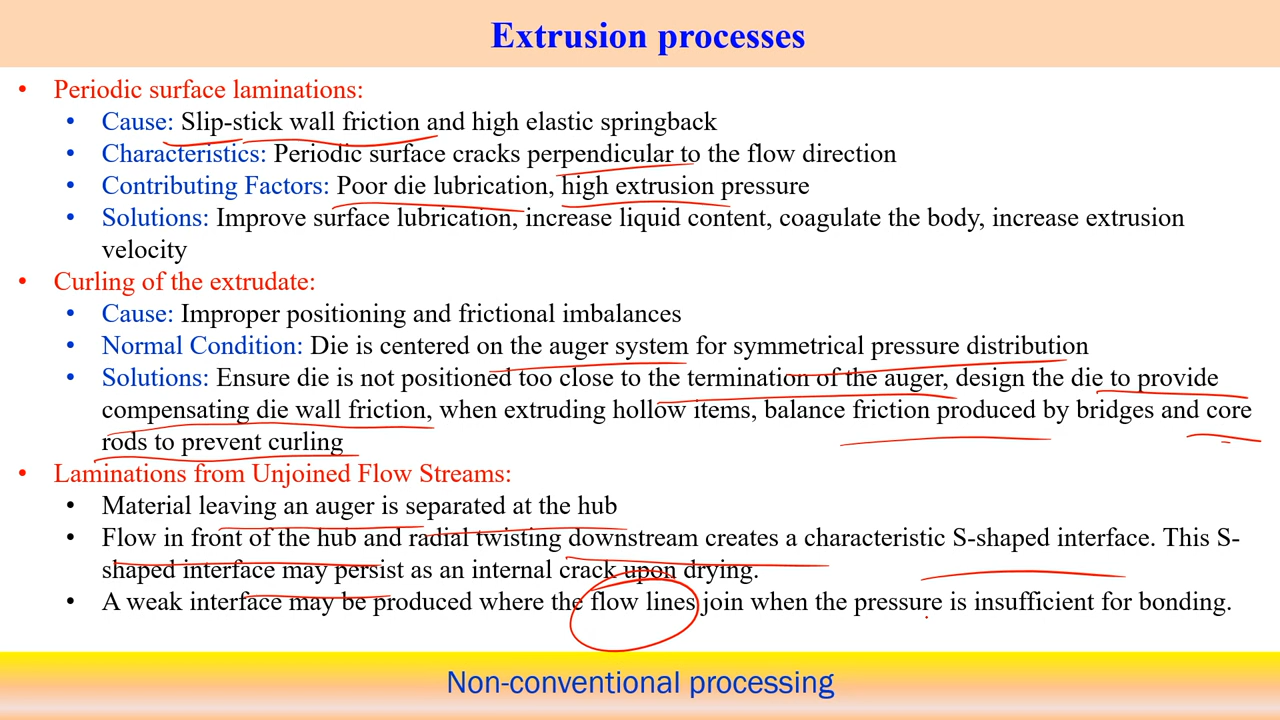 Extrusion processes
• Periodic surface laminations:
• Cause: Slip-stick wall friction and high elastic springback
• Characteristics: Periodic surface cracks perpendicular to the flow direction
• Contributing Factors: Poor die lubrication, high extrusion pressure
• Solutions: Improve surface lubrication, increase liquid content, coagulate the body, increase extrusion
velocity
• Curling of the extrudate:
• Cause: Improper positioning and frictional imbalances
• Normal Condition: Die is centered on the auger system for symmetrical pressure distribution
• Solutions: Ensure die is not positioned too close to the termination of the auger, design the die to provide
compensating die wall friction, when extruding hollow items, balance friction produced by bridges and core
rods to prevent curling
• Laminations from Unjoined Flow Streams:
• Material leaving an auger is separated at the hub
• Flow in front of the hub and radial twisting downstream creates a characteristic S-shaped interface. This S-
shaped interface may persist as an internal crack upon drying.
• A weak interface may be produced where the flow lines join when the pressure is insufficient for bonding.
Non-conventional processing